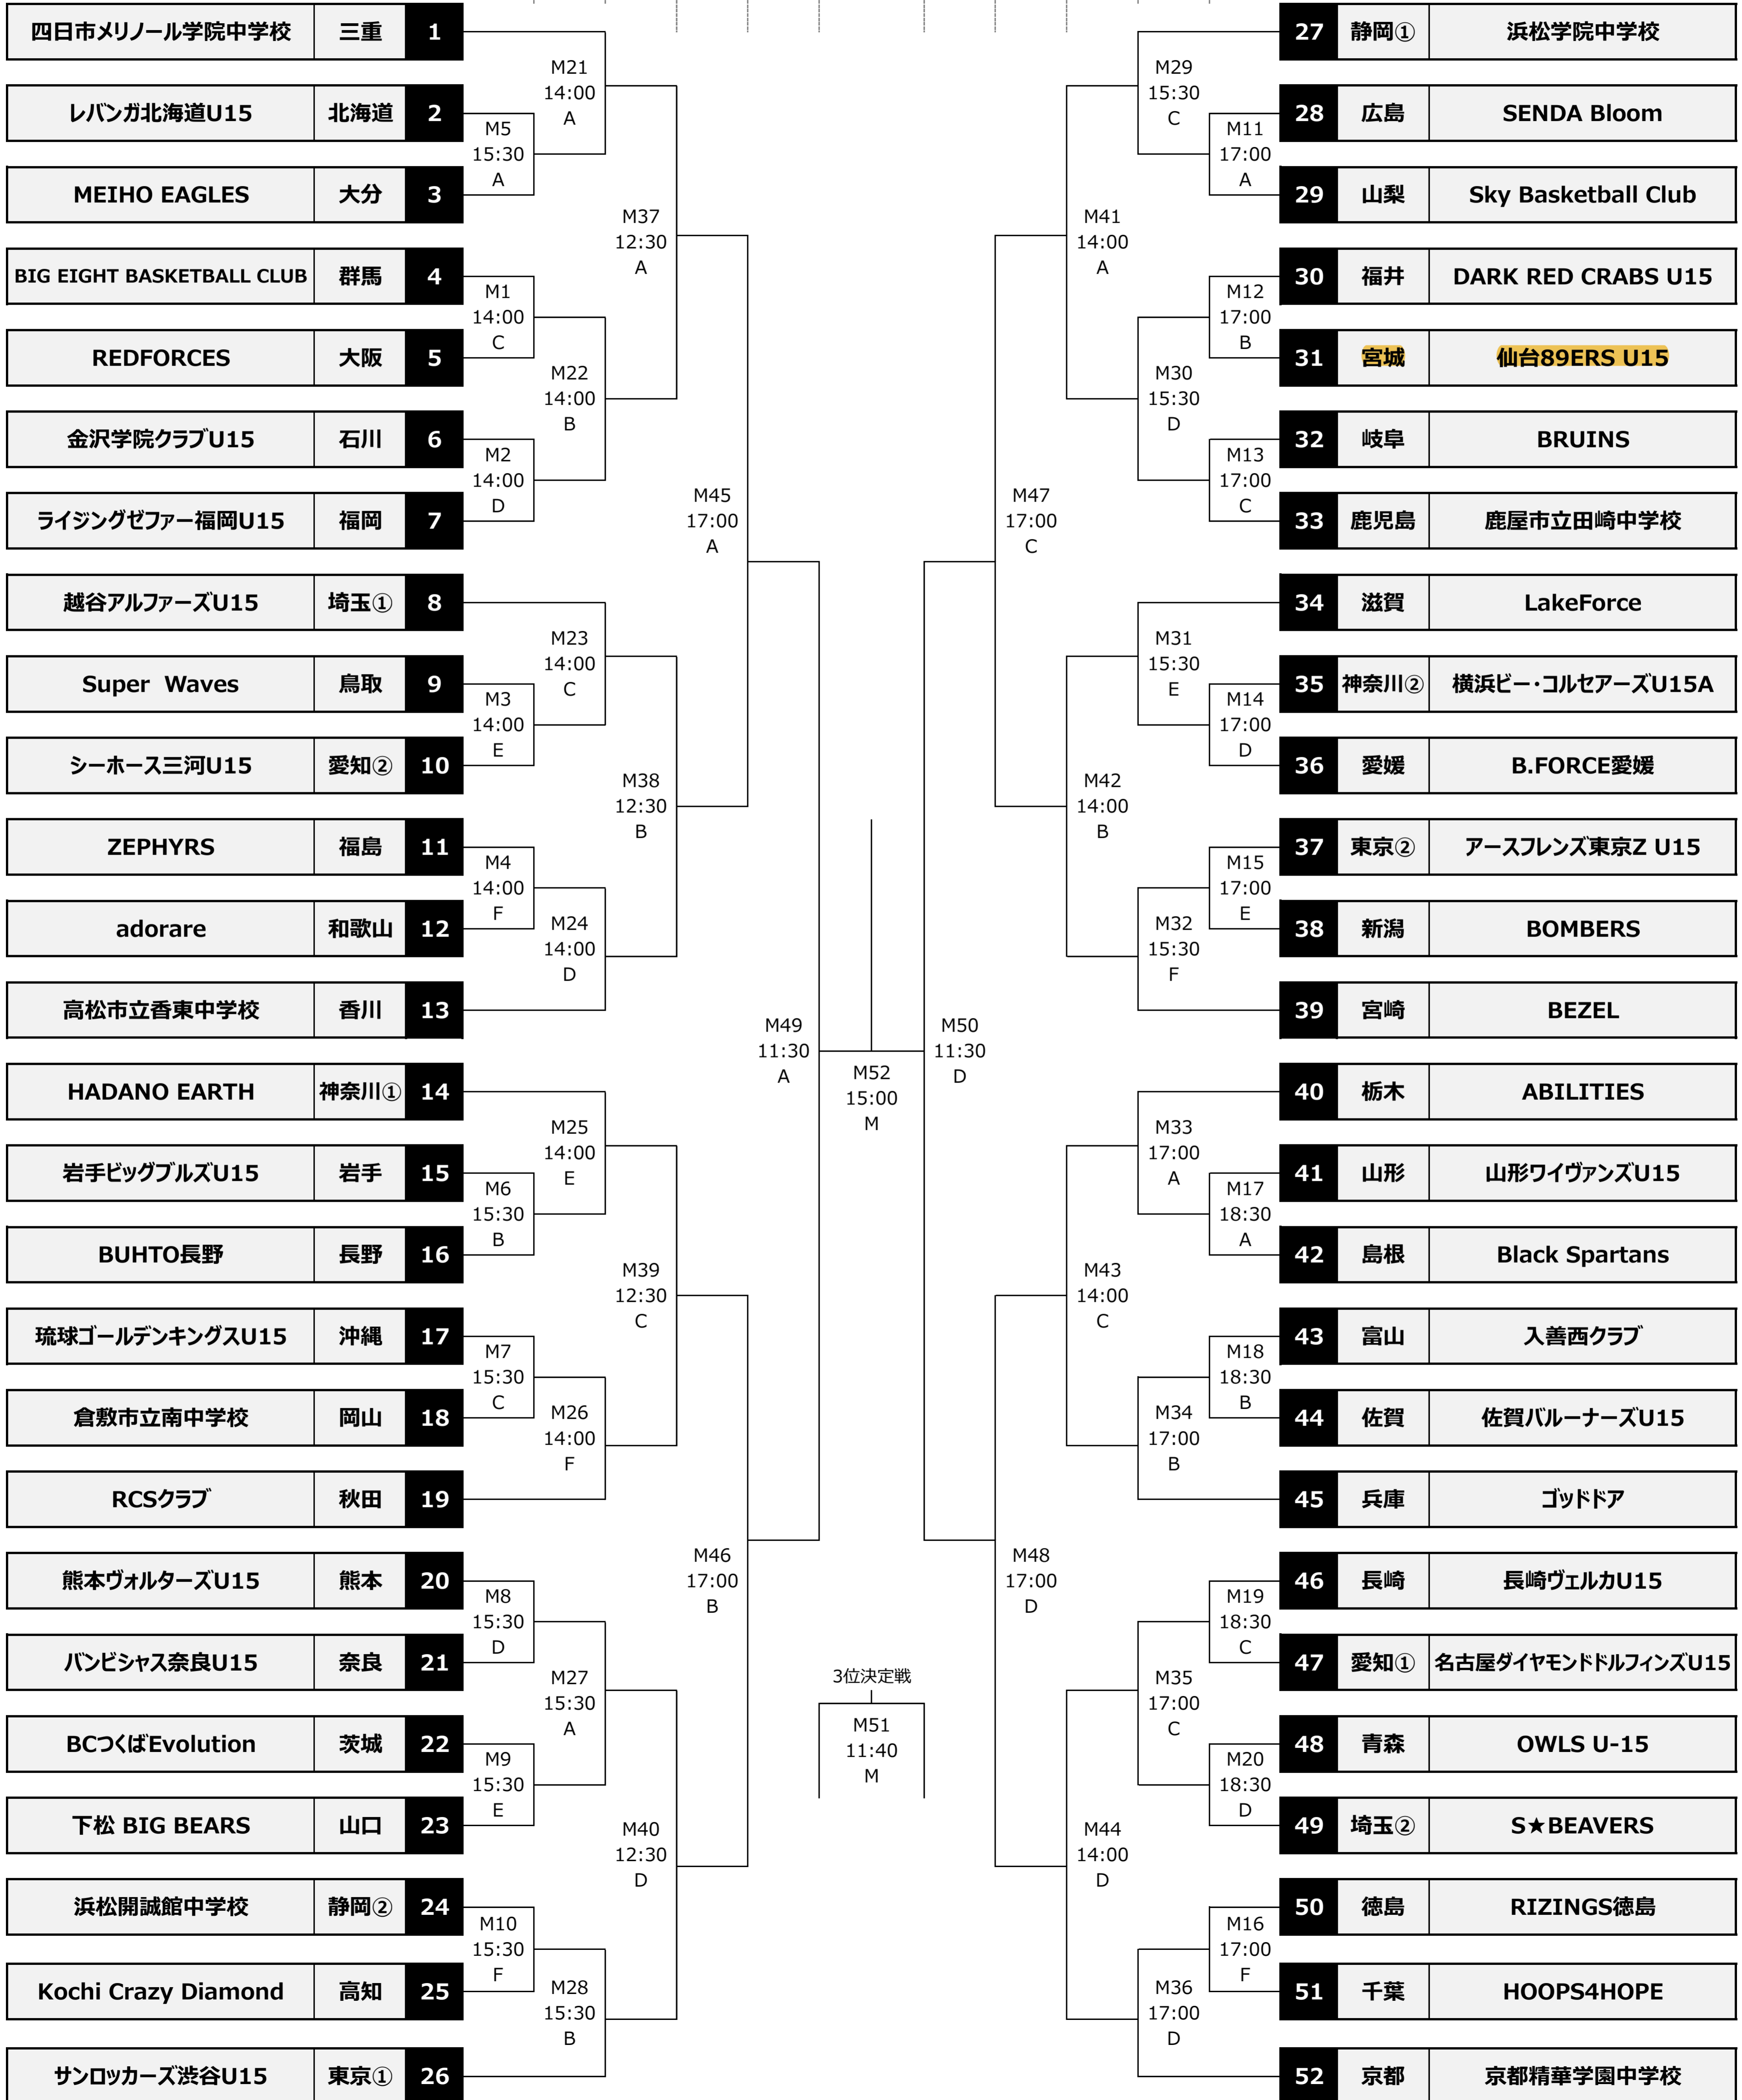 四日市メリノール学院中学校 三重 1
レバンガ北海道U15 北海道 2
MEIHO EAGLES 大分 3
BIG EIGHT BASKETBALL CLUB 群馬 4
REDFORCES 大阪 5
金沢学院クラブU15 石川 6
ライジングゼファー福岡U15 福岡 7
越谷アルファーズU15 埼玉① 8
Super Waves 鳥取 9
シーホース三河U15 愛知② 10
ZEPHYRS 福島 11
adorare 和歌山 12
高松市立香東中学校 香川 13
HADANO EARTH 神奈川① 14
岩手ビッグブルズU15 岩手 15
BUHTO長野 長野 16
琉球ゴールデンキングスU15 沖縄 17
倉敷市立南中学校 岡山 18
RCSクラブ 秋田 19
熊本ヴォルターズU15 熊本 20
バンビシャス奈良U15 奈良 21
BCつくばEvolution 茨城 22
下松 BIG BEARS 山口 23
浜松開誠館中学校 静岡② 24
Kochi Crazy Diamond 高知 25
サンロッカーズ渋谷U15 東京① 26
M5
15:30
A
M1
14:00
C
M2
14:00
D
M3
14:00
E
M4
14:00
F
M6
15:30
B
M7
15:30
C
M8
15:30
D
M9
15:30
E
M10
15:30
F
M21
14:00
A
M22
14:00
B
M23
14:00
C
M24
14:00
D
M25
14:00
E
M26
14:00
F
M27
15:30
A
M28
15:30
B
M37
12:30
A
M38
12:30
B
M39
12:30
C
M40
12:30
D
M45
17:00
A
M46
17:00
B
M49
11:30
A
M52
15:00
M
3位決定戦
M51
11:40
M
M50
11:30
D
M47
17:00
C
M48
17:00
D
M41
14:00
A
M42
14:00
B
M43
14:00
C
M44
14:00
D
M29
15:30
C
M30
15:30
D
M31
15:30
E
M32
15:30
F
M33
17:00
A
M34
17:00
B
M35
17:00
C
M36
17:00
D
M11
17:00
A
M12
17:00
B
M13
17:00
C
M14
17:00
D
M15
17:00
E
M17
18:30
A
M18
18:30
B
M19
18:30
C
M20
18:30
D
M16
17:00
F
27 静岡① 浜松学院中学校
28 広島 SENDA Bloom
29 山梨 Sky Basketball Club
30 福井 DARK RED CRABS U15
31 宮城 仙台89ERS U15
32 岐阜 BRUINS
33 鹿児島 鹿屋市立田崎中学校
34 滋賀 LakeForce
35 神奈川② 横浜ビー・コルセアーズU15A
36 愛媛 B.FORCE愛媛
37 東京② アースフレンズ東京Z U15
38 新潟 BOMBERS
39 宮崎 BEZEL
40 栃木 ABILITIES
41 山形 山形ワイヴァンズU15
42 島根 Black Spartans
43 富山 入善西クラブ
44 佐賀 佐賀バルーナーズU15
45 兵庫 ゴッドドア
46 長崎 長崎ヴェルカU15
47 愛知① 名古屋ダイヤモンドドルフィンズU15
48 青森 OWLS U-15
49 埼玉② S★BEAVERS
50 徳島 RIZINGS徳島
51 千葉 HOOPS4HOPE
52 京都 京都精華学園中学校